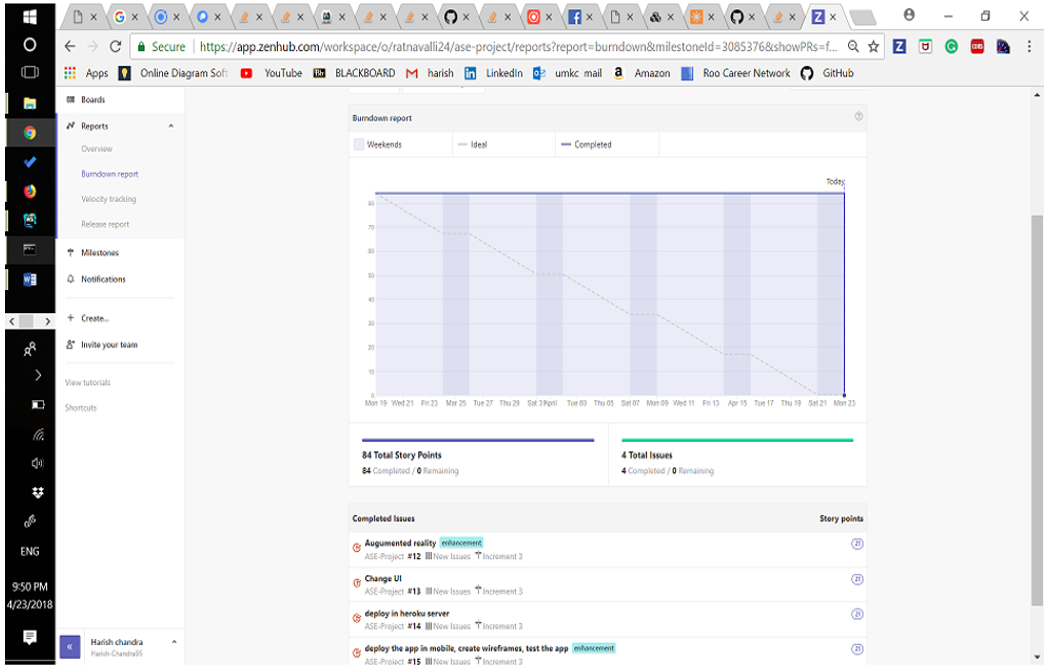 Secure https://app.zenhub.com/workspace/o/ratnavalli24/ase-project/reports?report=burndown&milestoneId=3085376&showPRs=f...
Apps Online Diagram Soft YouTube BLACKBOARD harish LinkedIn umkc mail Amazon Roo Career Network GitHub
Boards
Reports
Overview
Burndown report
Velocity tracking
Release report
Milestones
Notifications
Create...
Invite your team
View tutorials
Shortcuts
Burndown report
Weekends Ideal Completed
Today
80
70
60
50
40
30
20
10
0
Mon 19 Wed 21 Fri 23 Mar 25 Tue 27 Thu 29 Sat 31 April Tue 03 Thu 05 Sat 07 Mon 09 Wed 11 Fri 13 Apr 15 Tue 17 Thu 19 Sat 21 Mon 23
84 Total Story Points
84 Completed / 0 Remaining
4 Total Issues
4 Completed / 0 Remaining
Completed Issues Story points
Augumented reality enhancement
ASE-Project #12 New Issues Increment 3
21
Change UI
ASE-Project #13 New Issues Increment 3
21
deploy in heroku server
ASE-Project #14 New Issues Increment 3
21
deploy the app in mobile, create wireframes, test the app enhancement
ASE-Project #15 New Issues Increment 3
21
ENG
9:50 PM
4/23/2018
Harish chandra
Harish-Chandra95